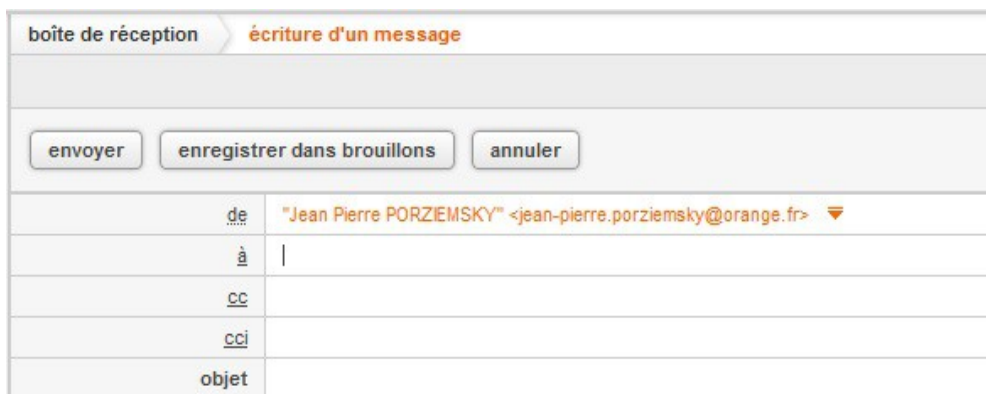 boîte de réception écriture d'un message
envoyer enregistrer dans brouillons annuler
de "Jean Pierre PORZIEMSKY" <jean-pierre.porziemsky@orange.fr>
à
cc
cci
objet